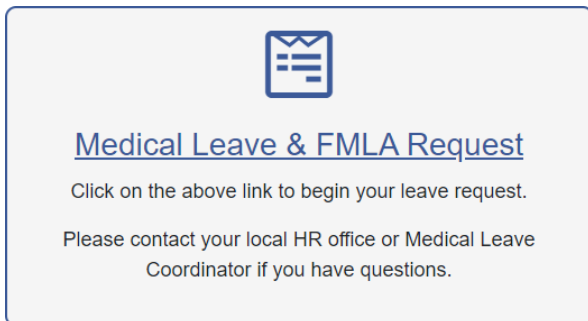 Medical Leave & FMLA Request
Click on the above link to begin your leave request.
Please contact your local HR office or Medical Leave
Coordinator if you have questions.